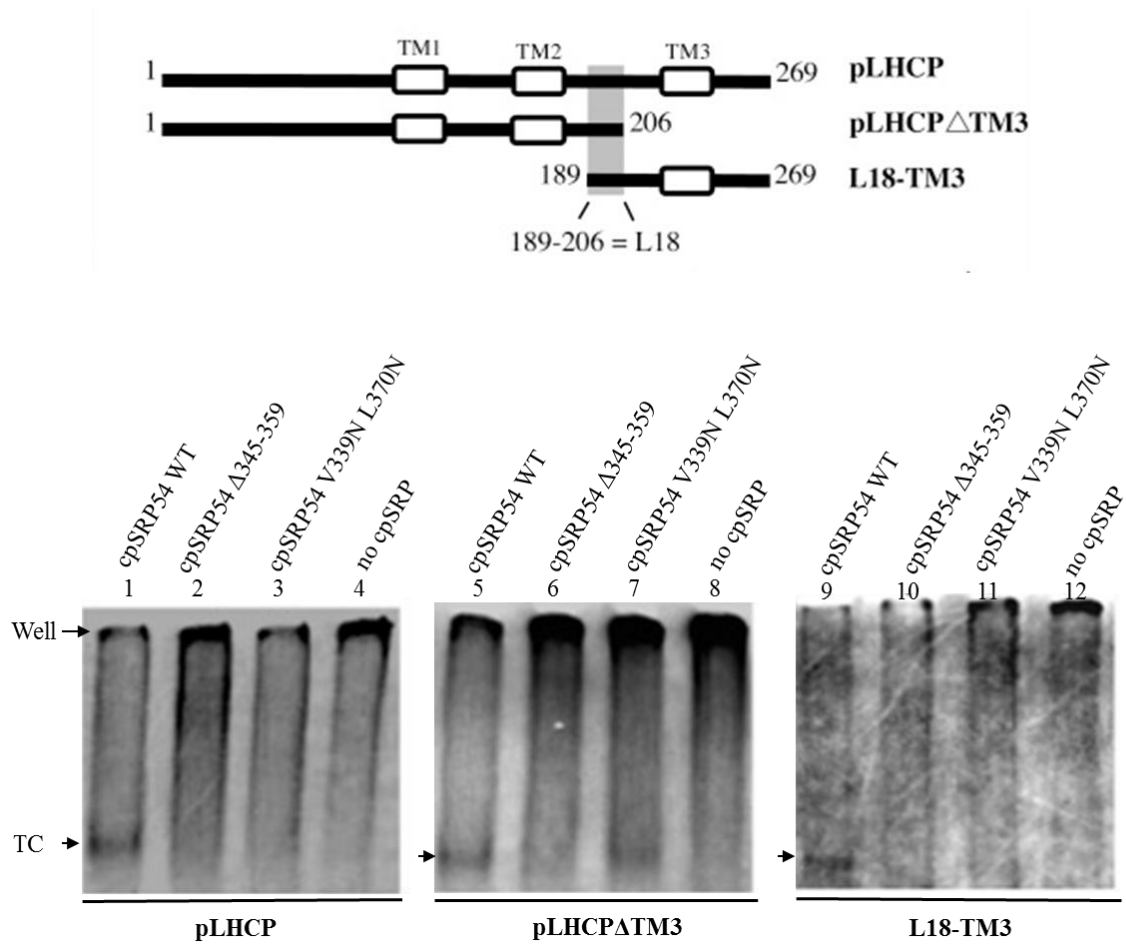 TM1 TM2 TM3
1 269 pLHCP
1 206 pLHCP△TM3
189 269 L18-TM3
189-206 = L18
cpSRP54 WT
cpSRP54 Δ345-359
cpSRP54 V339N L370N
no cpSRP
cpSRP54 WT
cpSRP54 Δ345-359
cpSRP54 V339N L370N
no cpSRP
cpSRP54 WT
cpSRP54 Δ345-359
cpSRP54 V339N L370N
no cpSRP
1 2 3 4 5 6 7 8 9 10 11 12
Well
TC
pLHCP pLHCPΔTM3 L18-TM3